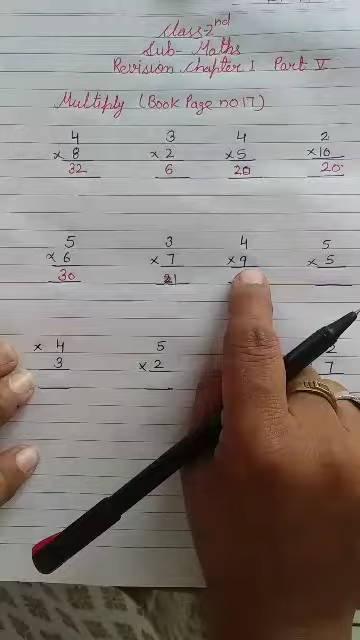 Class-2nd
Sub- Maths
Revision Chapter 1 Part V
Multiply (Book Page no 17)
4 3 4 2
× 8 × 2 × 5 × 10
32 6 20 20
5 3 4 5
× 6 × 7 × 9 × 5
30 21
× 4 5 2
3 × 2 7